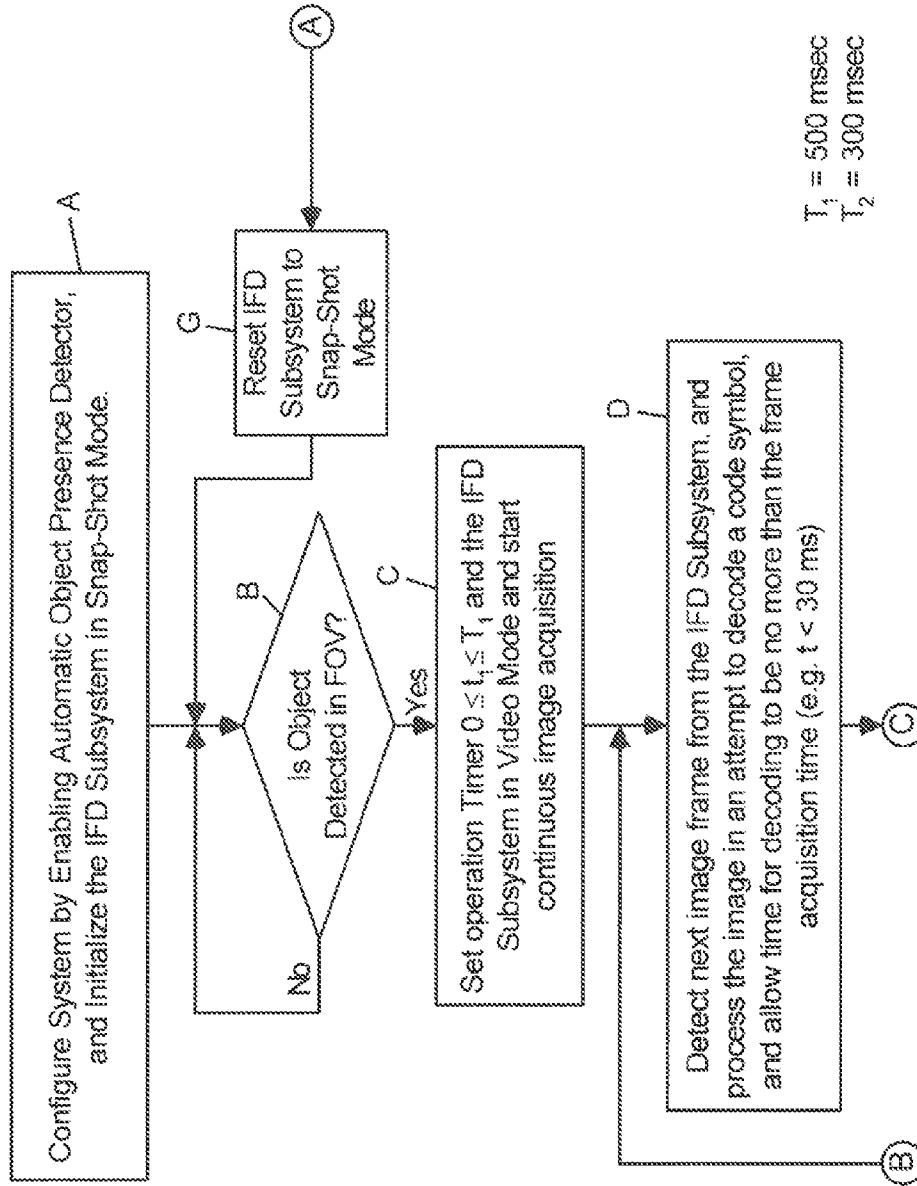 A
Configure System by Enabling Automatic Object Presence Detector,
and Initialize the IFD Subsystem in Snap-Shot Mode.
G
Reset IFD
Subsystem to
Snap-Shot
Mode
A
B
Is Object
Detected in FOV?
No
Yes
C
Set operation Timer 0 ≤ t₁ ≤ T₁ and the IFD
Subsystem in Video Mode and start
continuous image acquisition
D
Detect next image frame from the IFD Subsystem, and
process the image in an attempt to decode a code symbol,
and allow time for decoding to be no more than the frame
acquisition time (e.g. t < 30 ms)
B
C
T₁ = 500 msec
T₂ = 300 msec